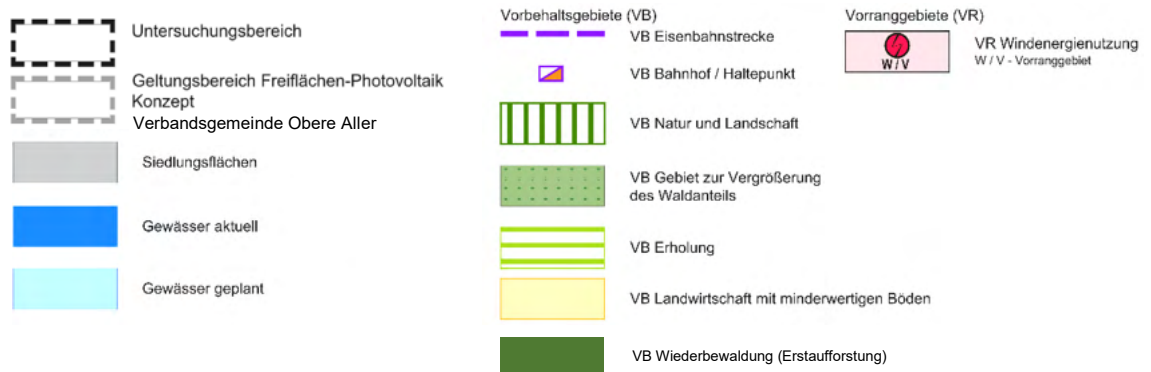 Untersuchungsbereich
Geltungsbereich Freiflächen-Photovoltaik
Konzept
Verbandsgemeinde Obere Aller
Siedlungsflächen
Gewässer aktuell
Gewässer geplant
Vorbehaltsgebiete (VB)
VB Eisenbahnstrecke
VB Bahnhof / Haltepunkt
VB Natur und Landschaft
VB Gebiet zur Vergrößerung
des Waldanteils
VB Erholung
VB Landwirtschaft mit minderwertigen Böden
VB Wiederbewaldung (Erstaufforstung)
Vorranggebiete (VR)
W / V
VR Windenergienutzung
W / V - Vorranggebiet